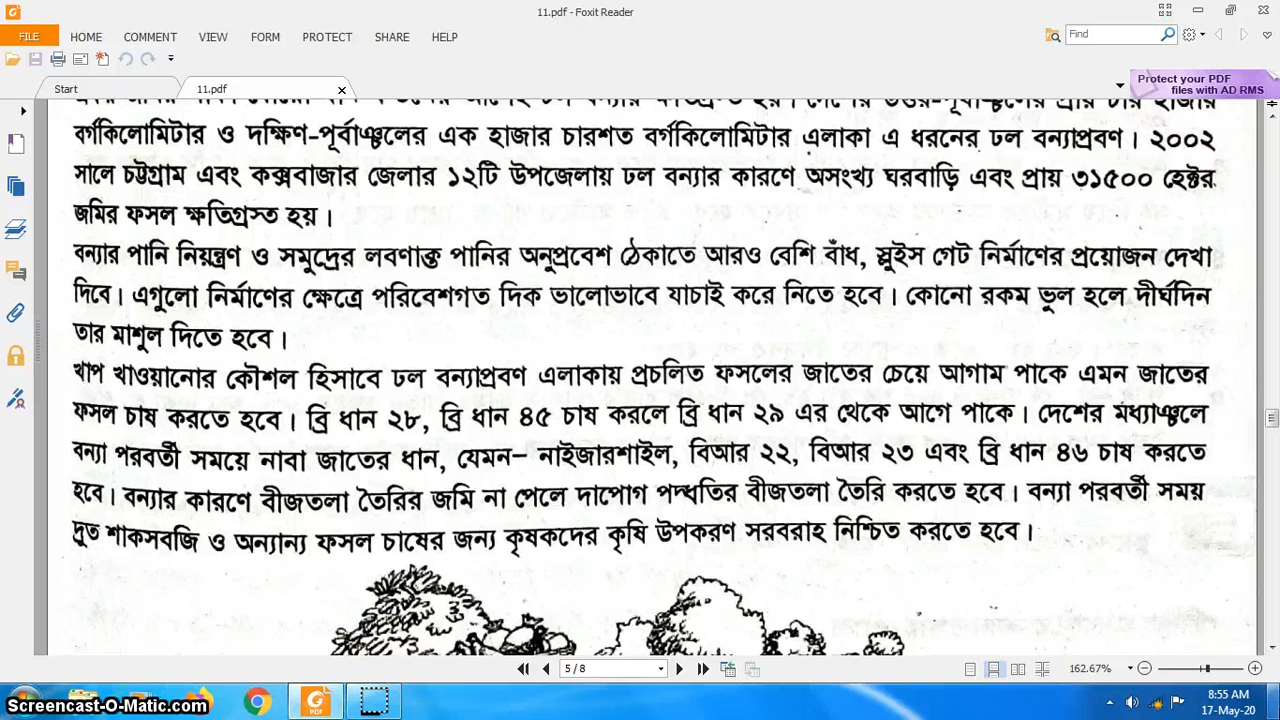 11.pdf - Foxit Reader
FILE HOME COMMENT VIEW FORM PROTECT SHARE HELP
Find
Start 11.pdf
Protect your PDF
files with AD RMS
বর্গকিলোমিটার ও দক্ষিণ-পূর্বাঞ্চলের এক হাজার চারশত বর্গকিলোমিটার এলাকা এ ধরনের ঢল বন্যাপ্রবণ। ২০০২
সালে চট্টগ্রাম এবং কক্সবাজার জেলার ১২টি উপজেলায় ঢল বন্যার কারণে অসংখ্য ঘরবাড়ি এবং প্রায় ৩১৫০০ হেক্টর
জমির ফসল ক্ষতিগ্রস্ত হয়।
বন্যার পানি নিয়ন্ত্রণ ও সমুদ্রের লবণাক্ত পানির অনুপ্রবেশ ঠেকাতে আরও বেশি বাঁধ, স্লুইস গেট নির্মাণের প্রয়োজন দেখা
দিবে। এগুলো নির্মাণের ক্ষেত্রে পরিবেশগত দিক ভালোভাবে যাচাই করে নিতে হবে। কোনো রকম ভুল হলে দীর্ঘদিন
তার মাশুল দিতে হবে।
খাপ খাওয়ানোর কৌশল হিসাবে ঢল বন্যাপ্রবণ এলাকায় প্রচলিত ফসলের জাতের চেয়ে আগাম পাকে এমন জাতের
ফসল চাষ করতে হবে। ব্রি ধান ২৮, ব্রি ধান ৪৫ চাষ করলে ব্রি ধান ২৯ এর থেকে আগে পাকে। দেশের মধ্যাঞ্চলে
বন্যা পরবর্তী সময়ে নাবা জাতের ধান, যেমন– নাইজারশাইল, বিআর ২২, বিআর ২৩ এবং ব্রি ধান ৪৬ চাষ করতে
হবে। বন্যার কারণে বীজতলা তৈরির জমি না পেলে দাপোগ পদ্ধতির বীজতলা তৈরি করতে হবে। বন্যা পরবর্তী সময়
দ্রুত শাকসবজি ও অন্যান্য ফসল চাষের জন্য কৃষকদের কৃষি উপকরণ সরবরাহ নিশ্চিত করতে হবে।
5 / 8
162.67%
8:55 AM
17-May-20
Screencast-O-Matic.com